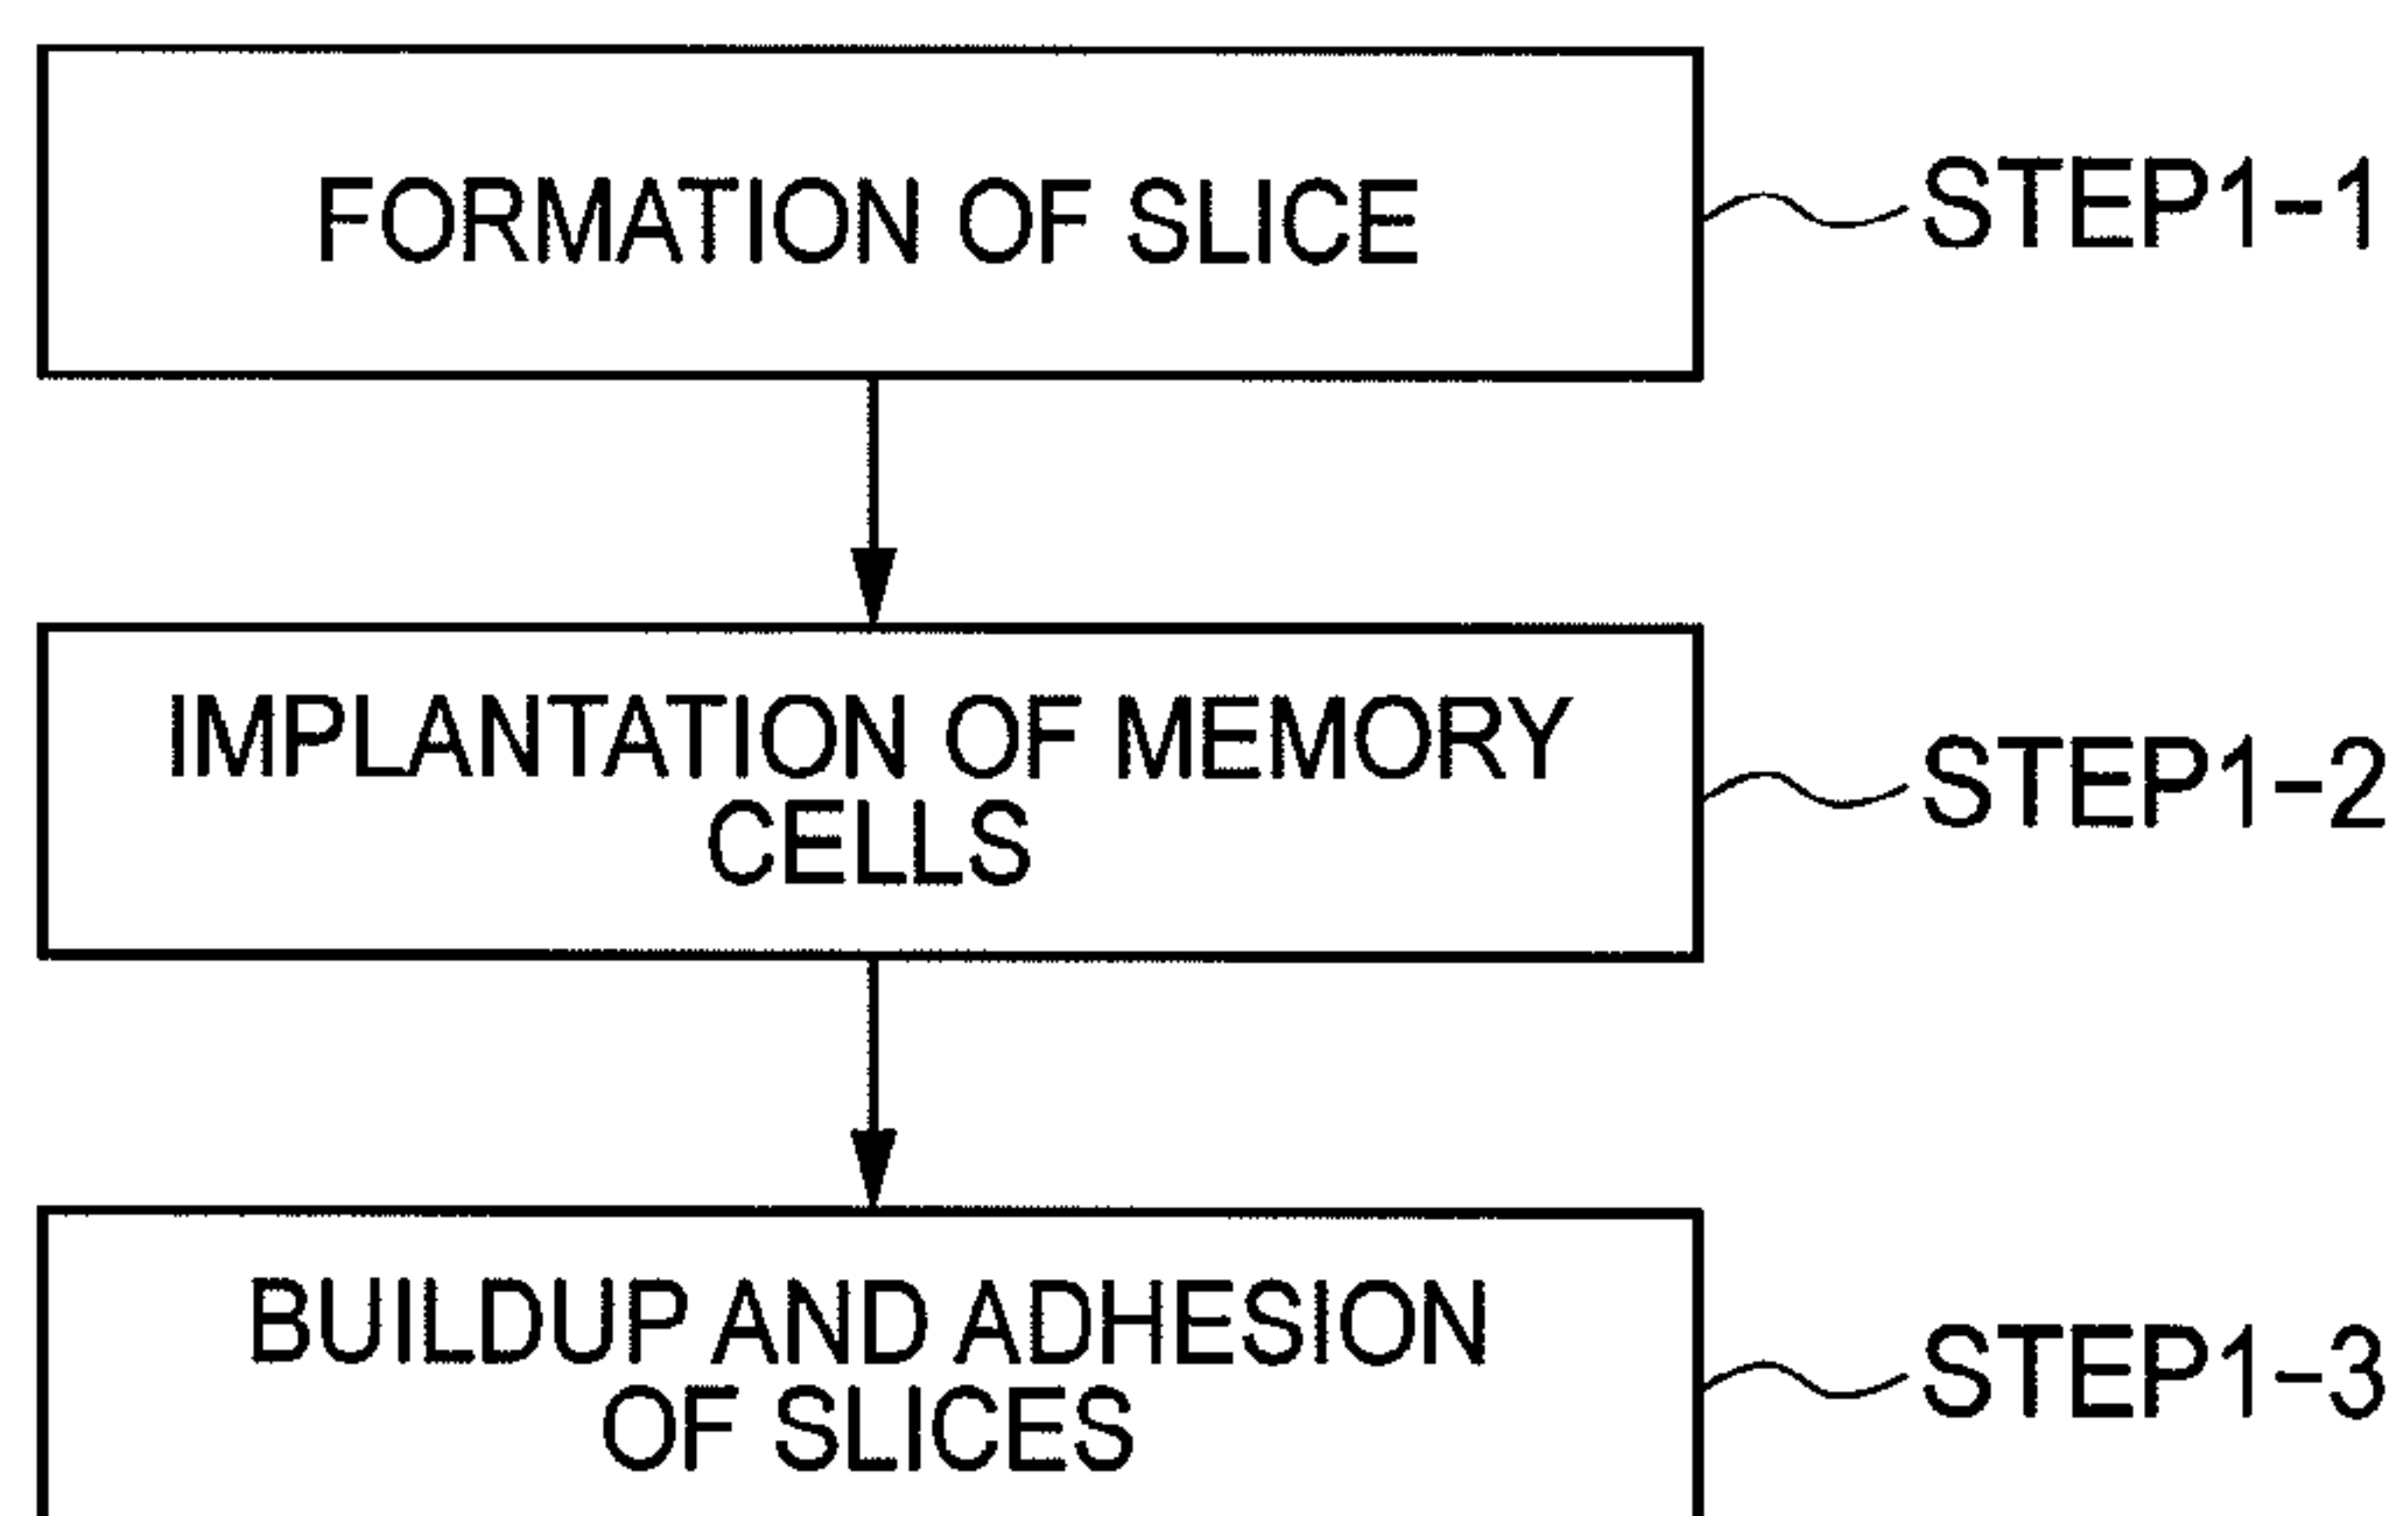 FORMATION OF SLICE
STEP1-1
IMPLANTATION OF MEMORY
CELLS
STEP1-2
BUILDUP AND ADHESION
OF SLICES
STEP1-3